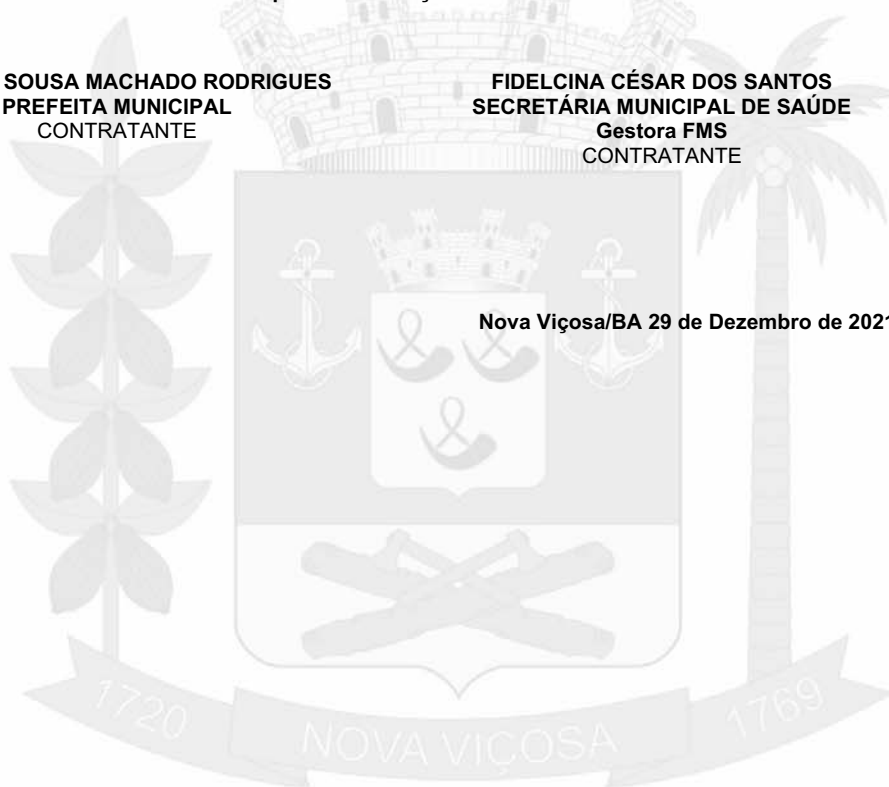 SOUSA MACHADO RODRIGUES
PREFEITA MUNICIPAL
CONTRATANTE
FIDELCINA CÉSAR DOS SANTOS
SECRETÁRIA MUNICIPAL DE SAÚDE
Gestora FMS
CONTRATANTE
Nova Viçosa/BA 29 de Dezembro de 2021
1720
NOVA VIÇOSA
1769